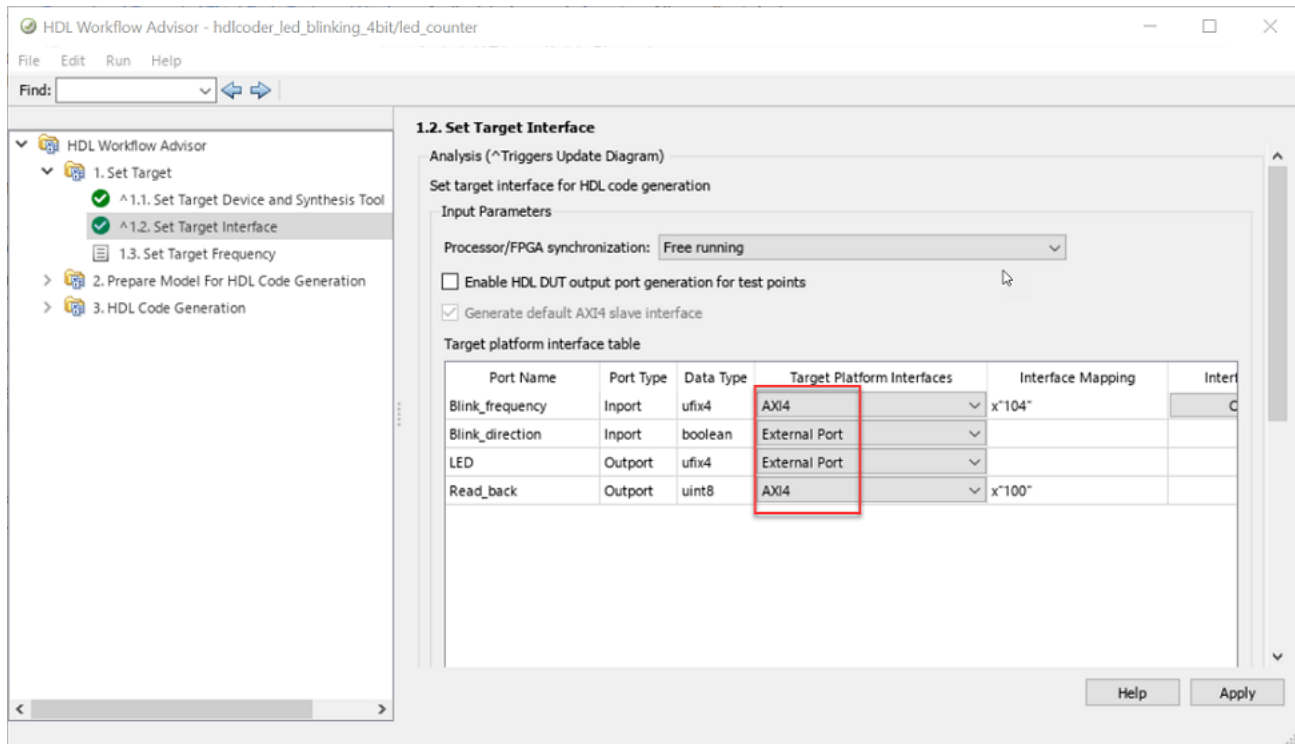 HDL Workflow Advisor - hdlcoder_led_blinking_4bit/led_counter
File Edit Run Help
Find:
HDL Workflow Advisor
1. Set Target
^1.1. Set Target Device and Synthesis Tool
^1.2. Set Target Interface
1.3. Set Target Frequency
2. Prepare Model For HDL Code Generation
3. HDL Code Generation
1.2. Set Target Interface
Analysis (^Triggers Update Diagram)
Set target interface for HDL code generation
Input Parameters
Processor/FPGA synchronization: Free running
Enable HDL DUT output port generation for test points
Generate default AXI4 slave interface
Target platform interface table
Port Name Port Type Data Type Target Platform Interfaces Interface Mapping
Blink_frequency Inport ufix4 AXI4 x"104"
Blink_direction Inport boolean External Port
LED Outport ufix4 External Port
Read_back Outport uint8 AXI4 x"100"
Help Apply